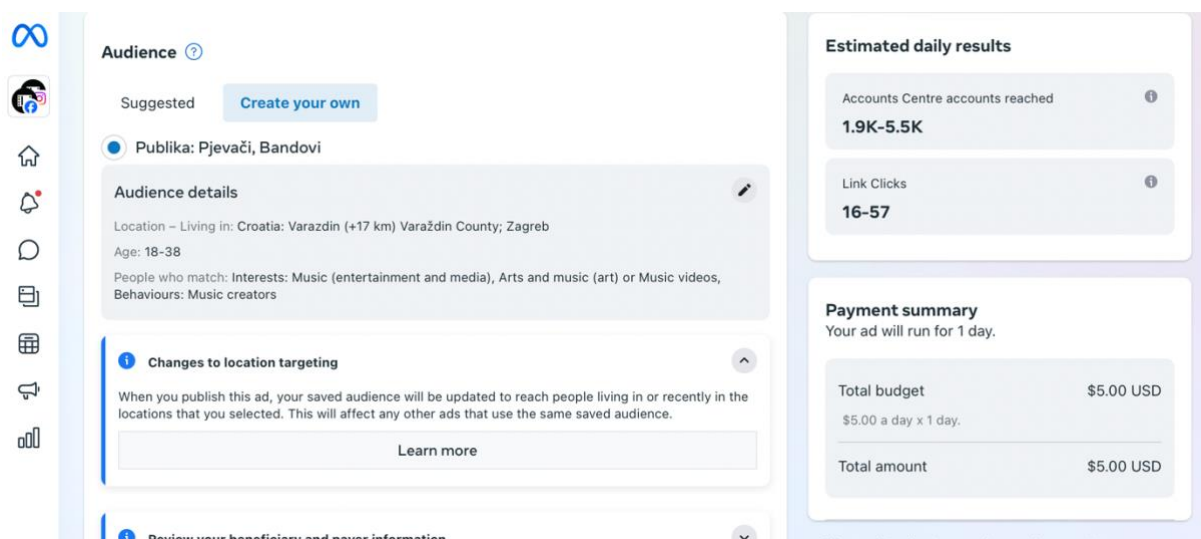 Audience
Suggested
Create your own
Publika: Pjevači, Bandovi
Audience details
Location – Living in: Croatia: Varazdin (+17 km) Varaždin County; Zagreb
Age: 18-38
People who match: Interests: Music (entertainment and media), Arts and music (art) or Music videos,
Behaviours: Music creators
Changes to location targeting
When you publish this ad, your saved audience will be updated to reach people living in or recently in the
locations that you selected. This will affect any other ads that use the same saved audience.
Learn more
Review your beneficiary and payer information
Estimated daily results
Accounts Centre accounts reached
1.9K-5.5K
Link Clicks
16-57
Payment summary
Your ad will run for 1 day.
Total budget $5.00 USD
$5.00 a day x 1 day.
Total amount $5.00 USD